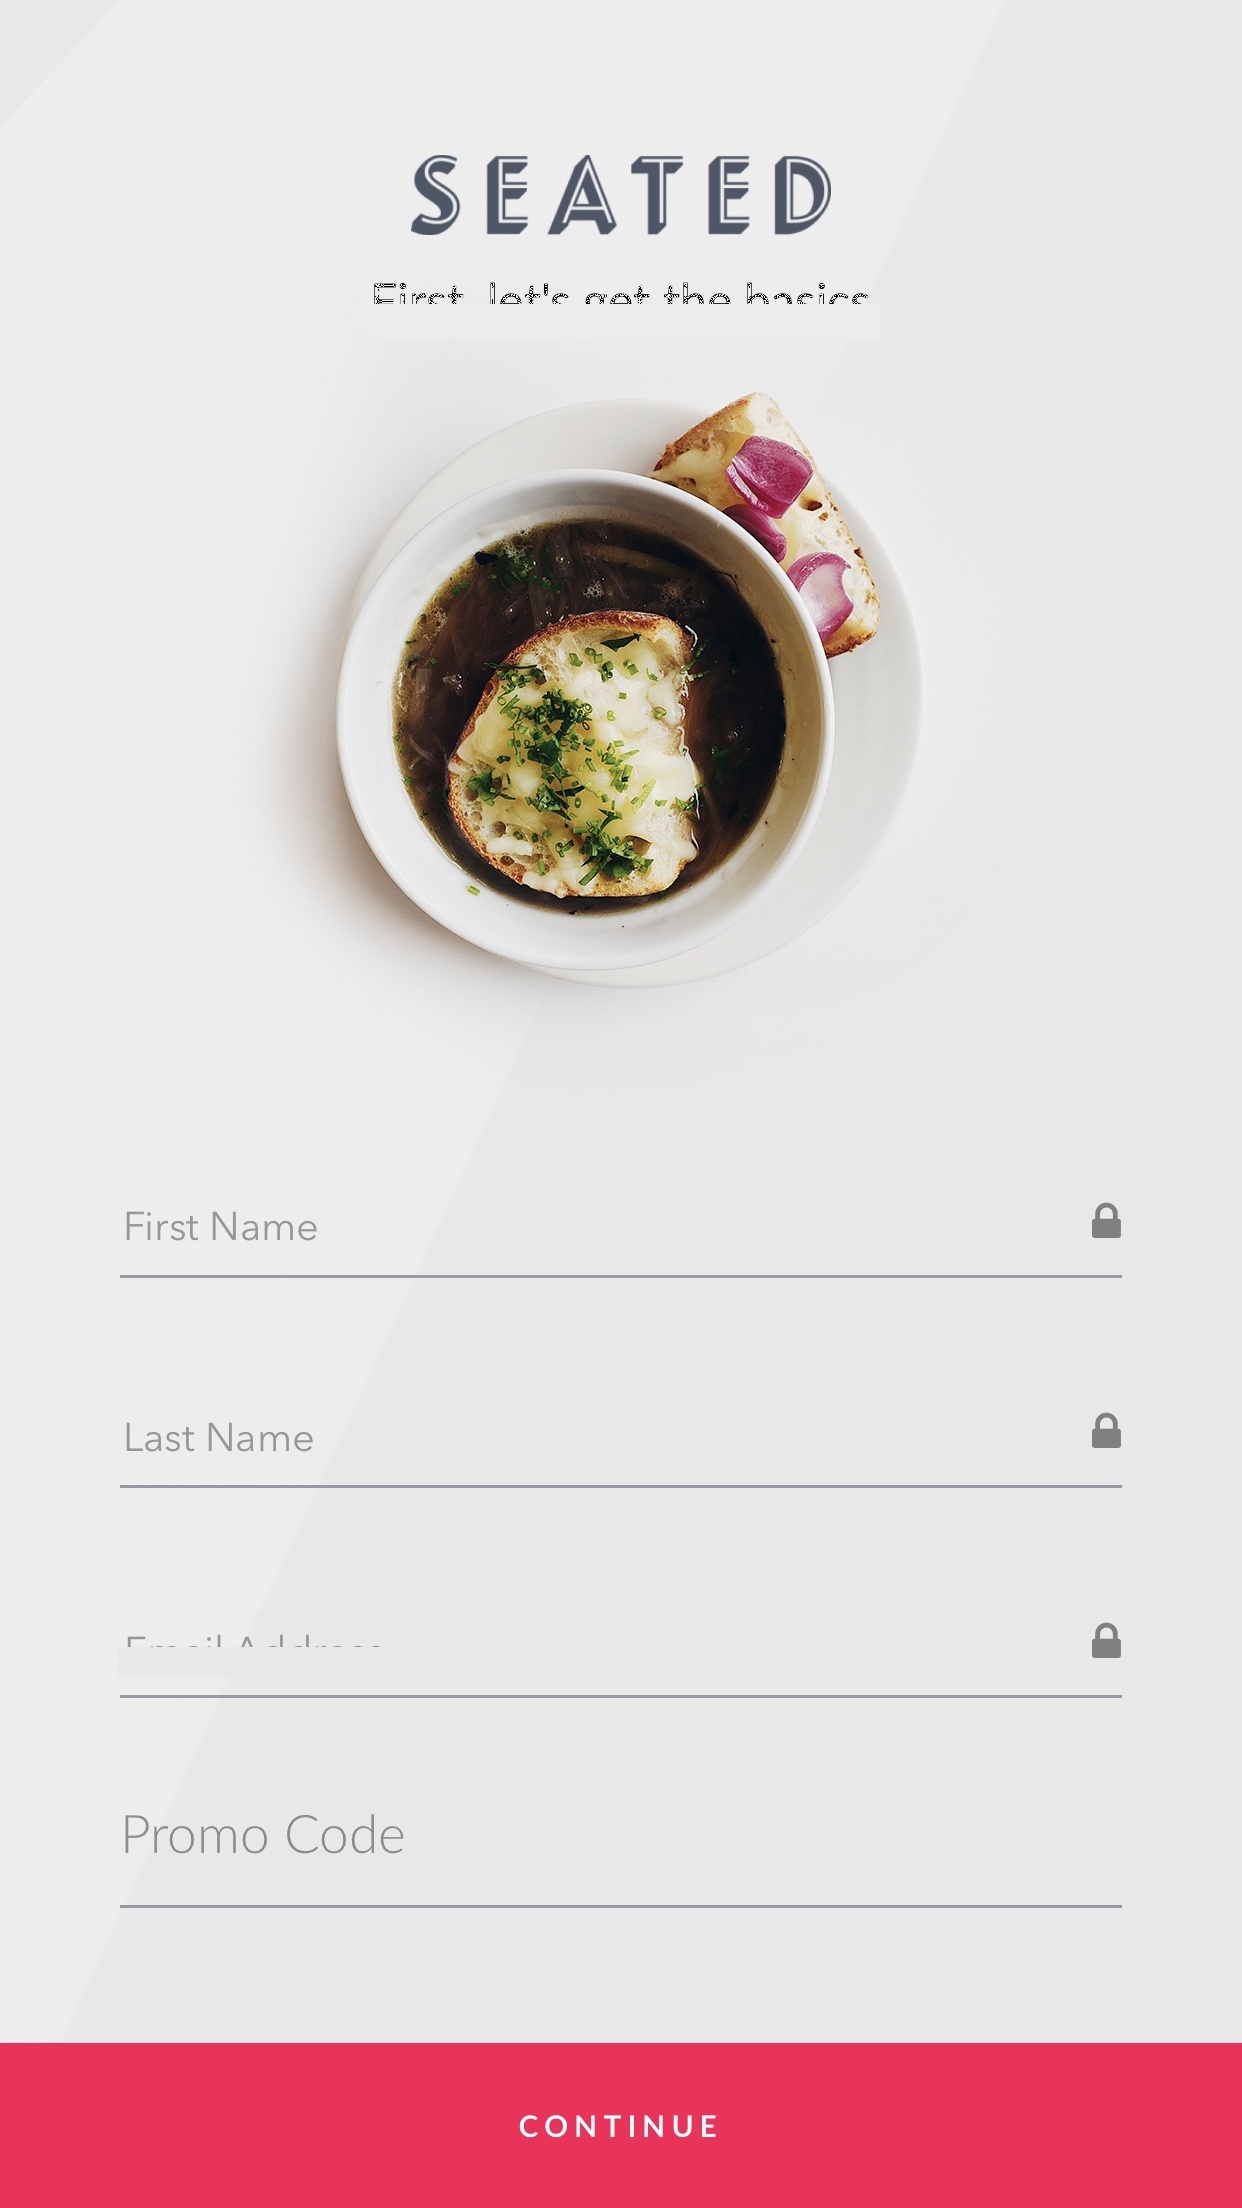 SEATED
First, let's get the basics
First Name
Last Name
Email Address
Promo Code
CONTINUE